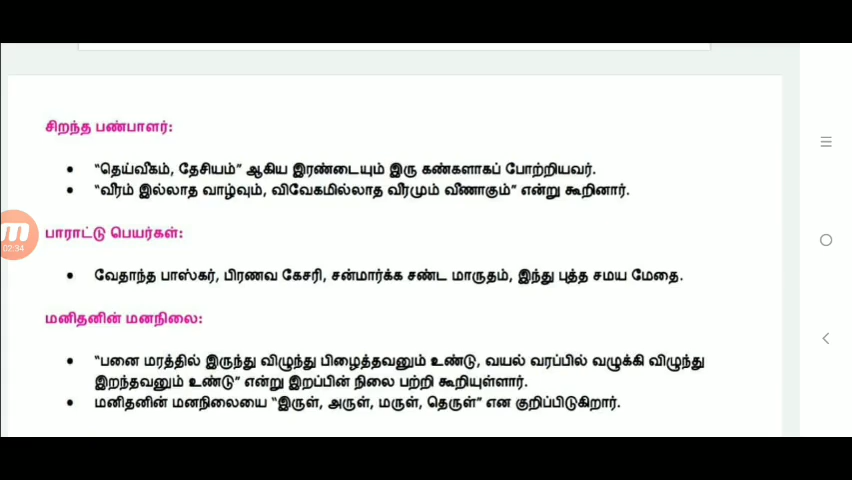 சிறந்த பண்பாளர்:
• “தெய்வீகம், தேசியம்” ஆகிய இரண்டையும் இரு கண்களாகப் போற்றியவர்.
• “வீரம் இல்லாத வாழ்வும், விவேகமில்லாத வீரமும் வீணாகும்” என்று கூறினார்.
பாராட்டு பெயர்கள்:
• வேதாந்த பாஸ்கர், பிரணவ கேசரி, சன்மார்க்க சண்ட மாருதம், இந்து புத்த சமய மேதை.
மனிதனின் மனநிலை:
• “பனை மரத்தில் இருந்து விழுந்து பிழைத்தவனும் உண்டு, வயல் வரப்பில் வழுக்கி விழுந்து
இறந்தவனும் உண்டு” என்று இறப்பின் நிலை பற்றி கூறியுள்ளார்.
• மனிதனின் மனநிலையை “இருள், அருள், மருள், தெருள்” என குறிப்பிடுகிறார்.
02:34